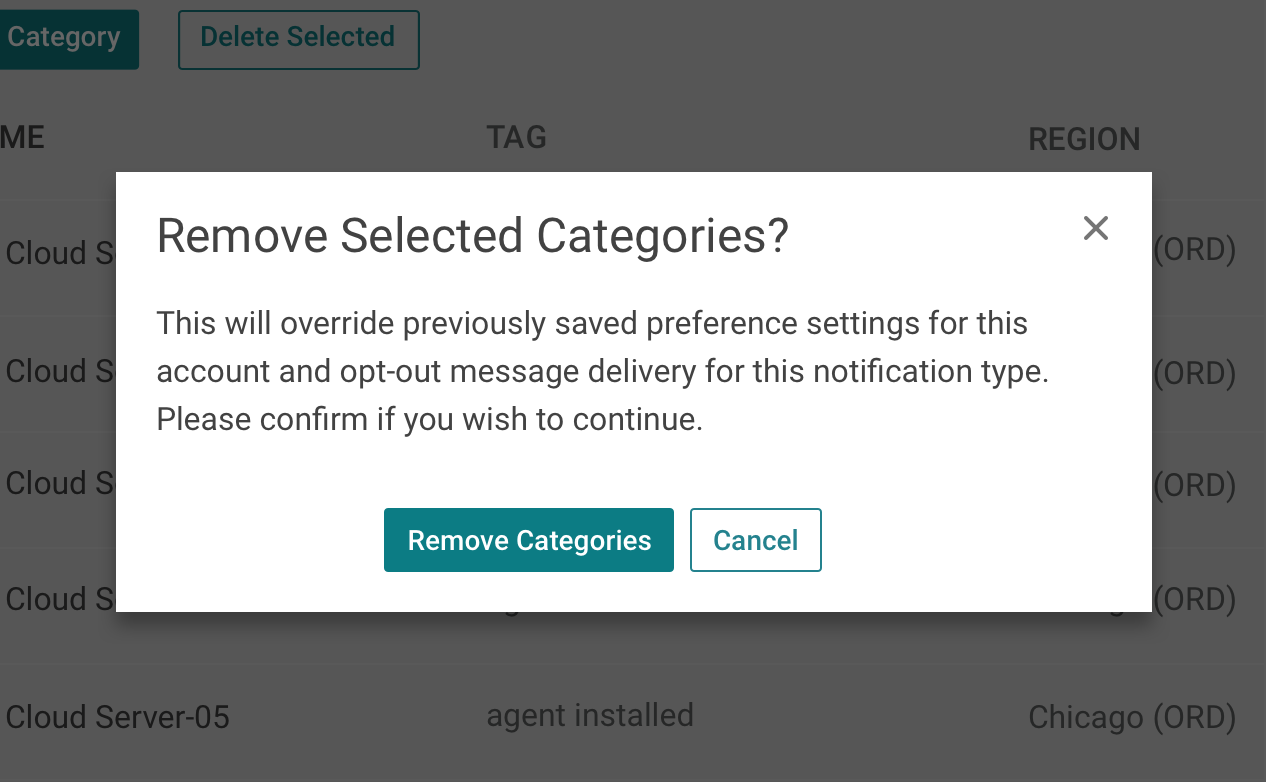 Category Delete Selected
TAG REGION
Remove Selected Categories?
Cloud (ORD)
This will override previously saved preference settings for this
account and opt-out message delivery for this notification type.
Cloud (ORD)
Please confirm if you wish to continue.
Cloud (ORD)
Remove Categories Cancel
Cloud (ORD)
Cloud Server-05 agent installed Chicago (ORD)